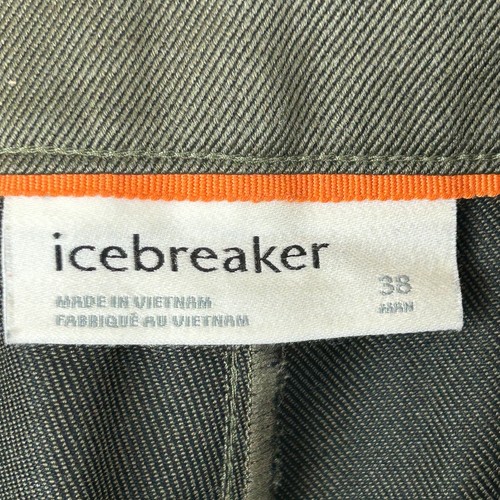 icebreaker
38
MAN
MADE IN VIETNAM
FABRIQUÉ AU VIETNAM